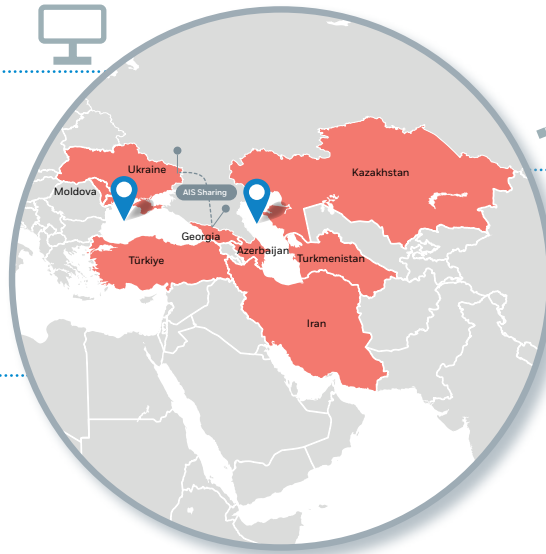 Ukraine
Kazakhstan
Moldova
AIS Sharing
Georgia
Azerbaijan
Turkmenistan
Türkiye
Iran